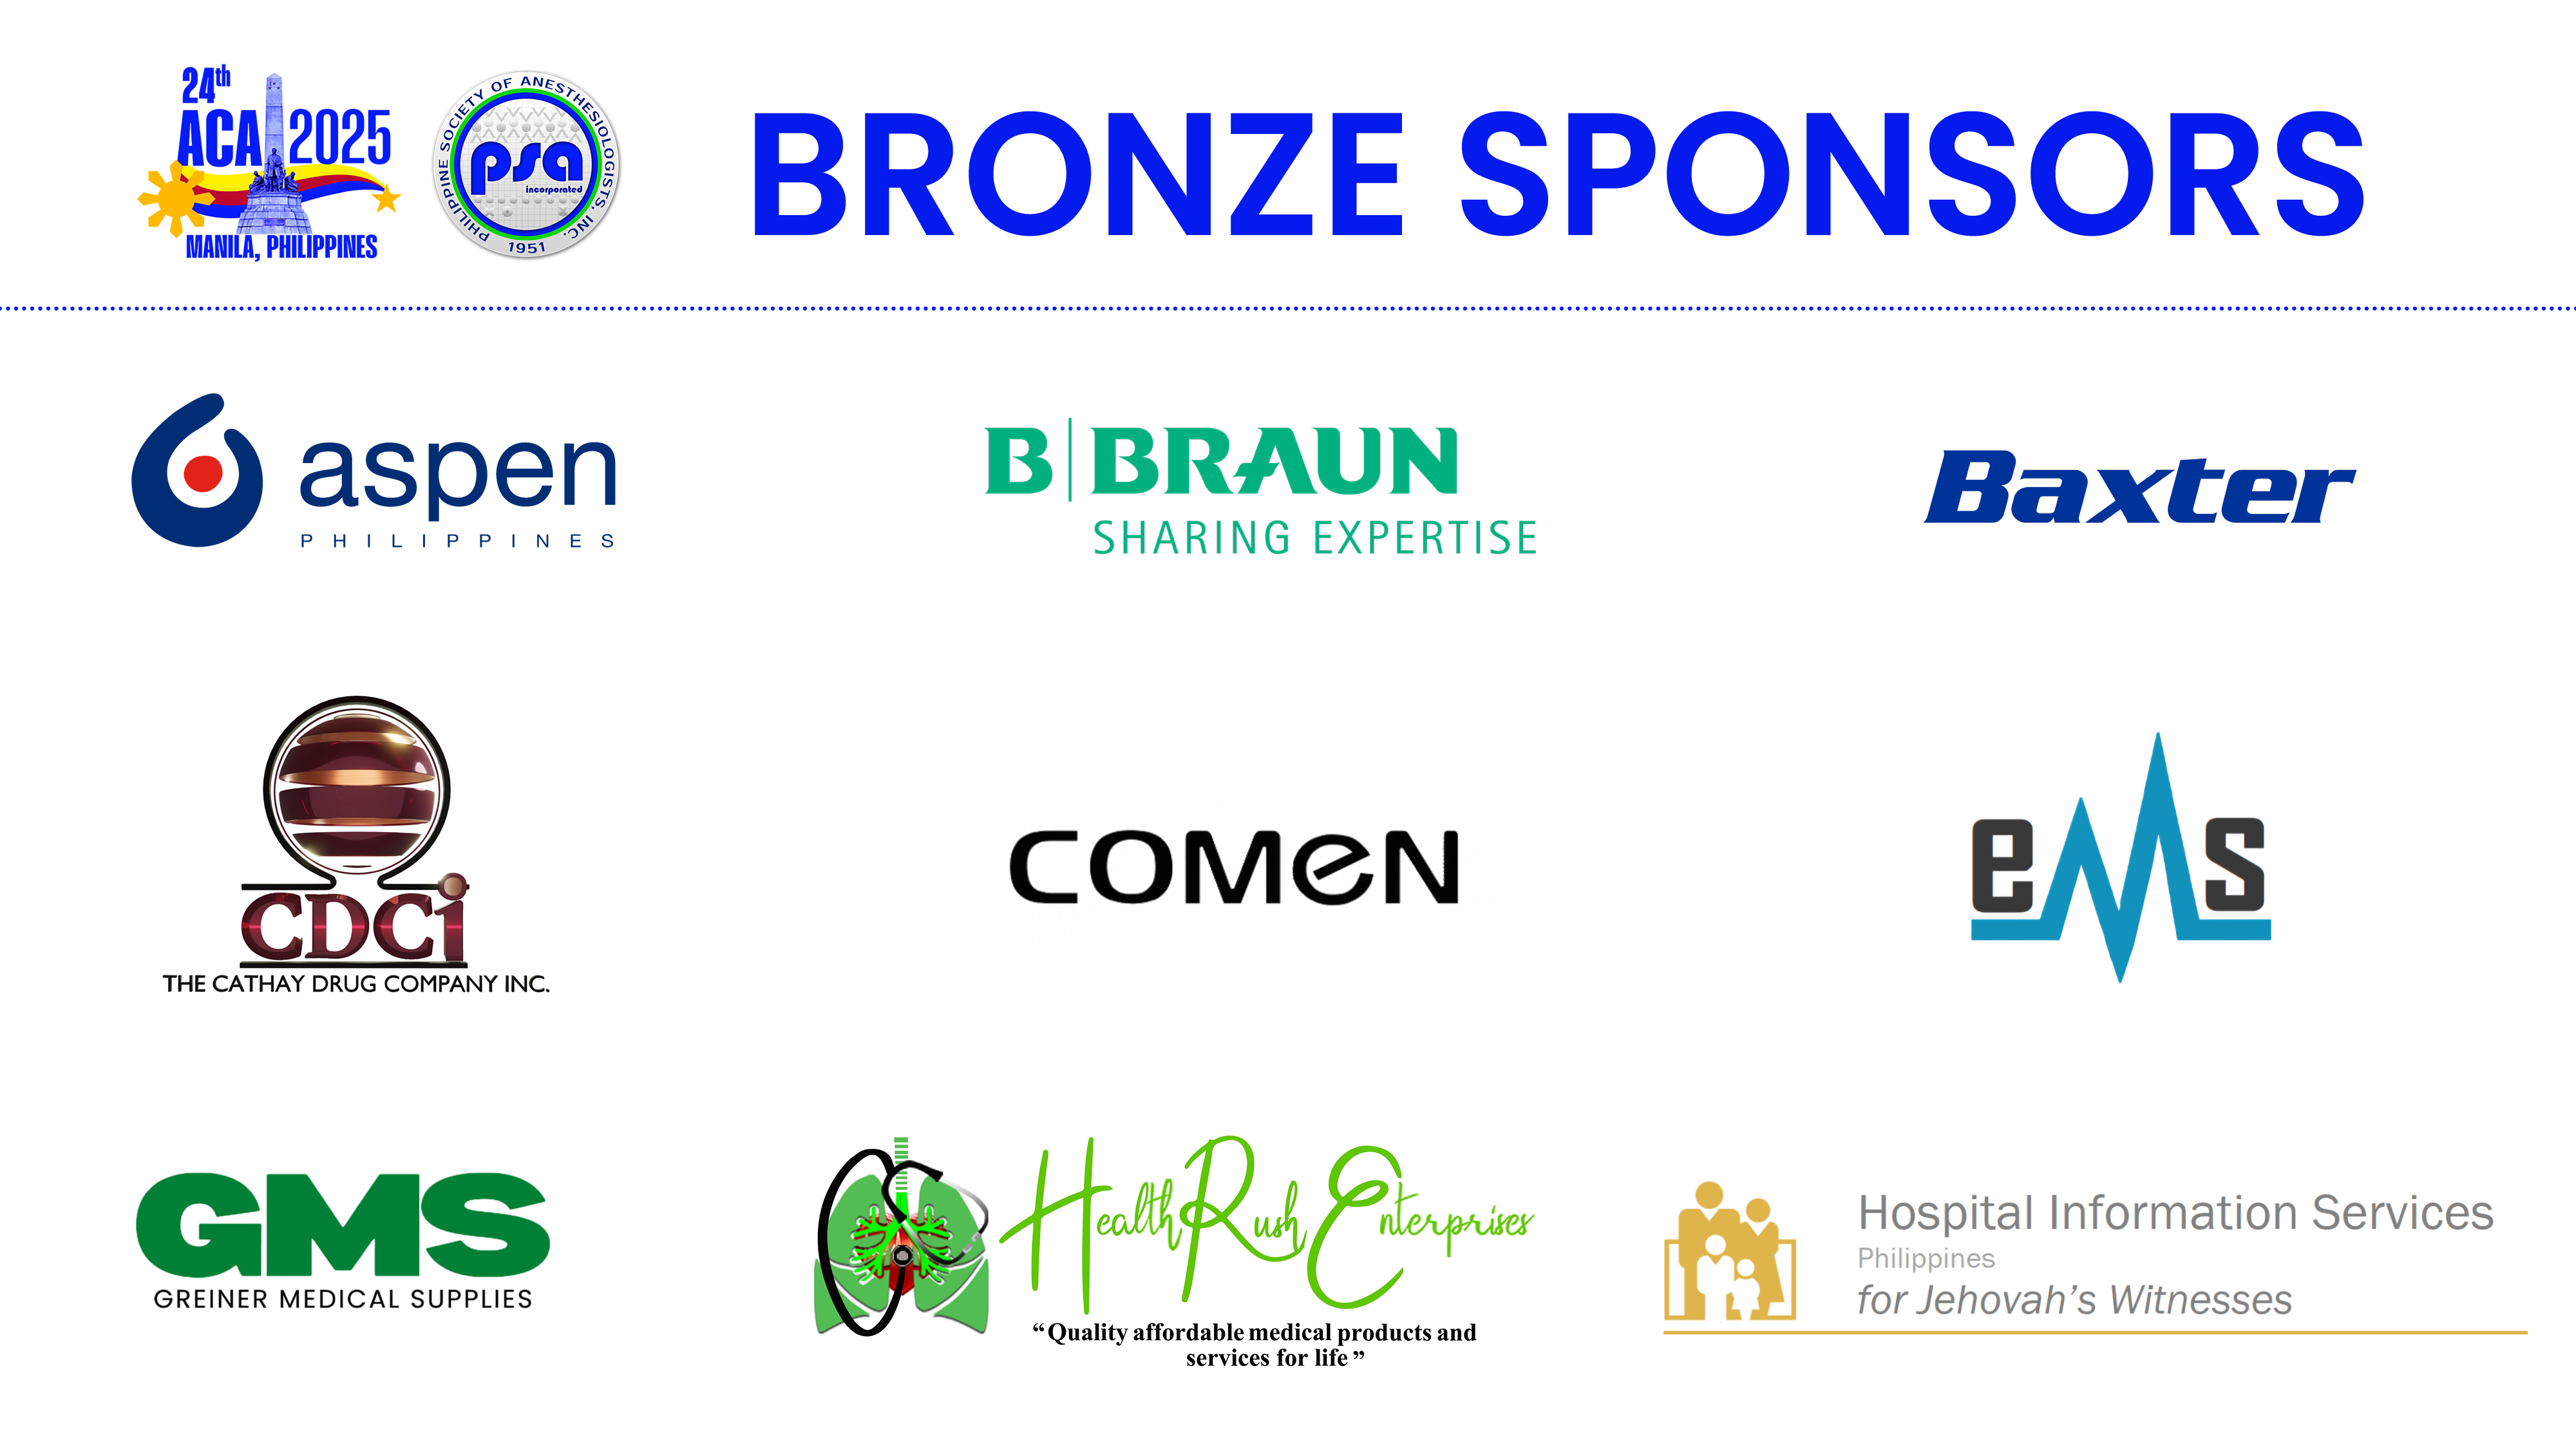 24th
ACA 2025
MANILA, PHILIPPINES
PHILIPPINE SOCIETY OF ANESTHESIOLOGISTS, INC.
psa
incorporated
1951
BRONZE SPONSORS
aspen
PHILIPPINES
B|BRAUN
SHARING EXPERTISE
Baxter
CDCi
THE CATHAY DRUG COMPANY INC.
COMeN
eMs
GMS
GREINER MEDICAL SUPPLIES
Health Rush Enterprises
“Quality affordable medical products and
services for life”
Hospital Information Services
Philippines
for Jehovah's Witnesses